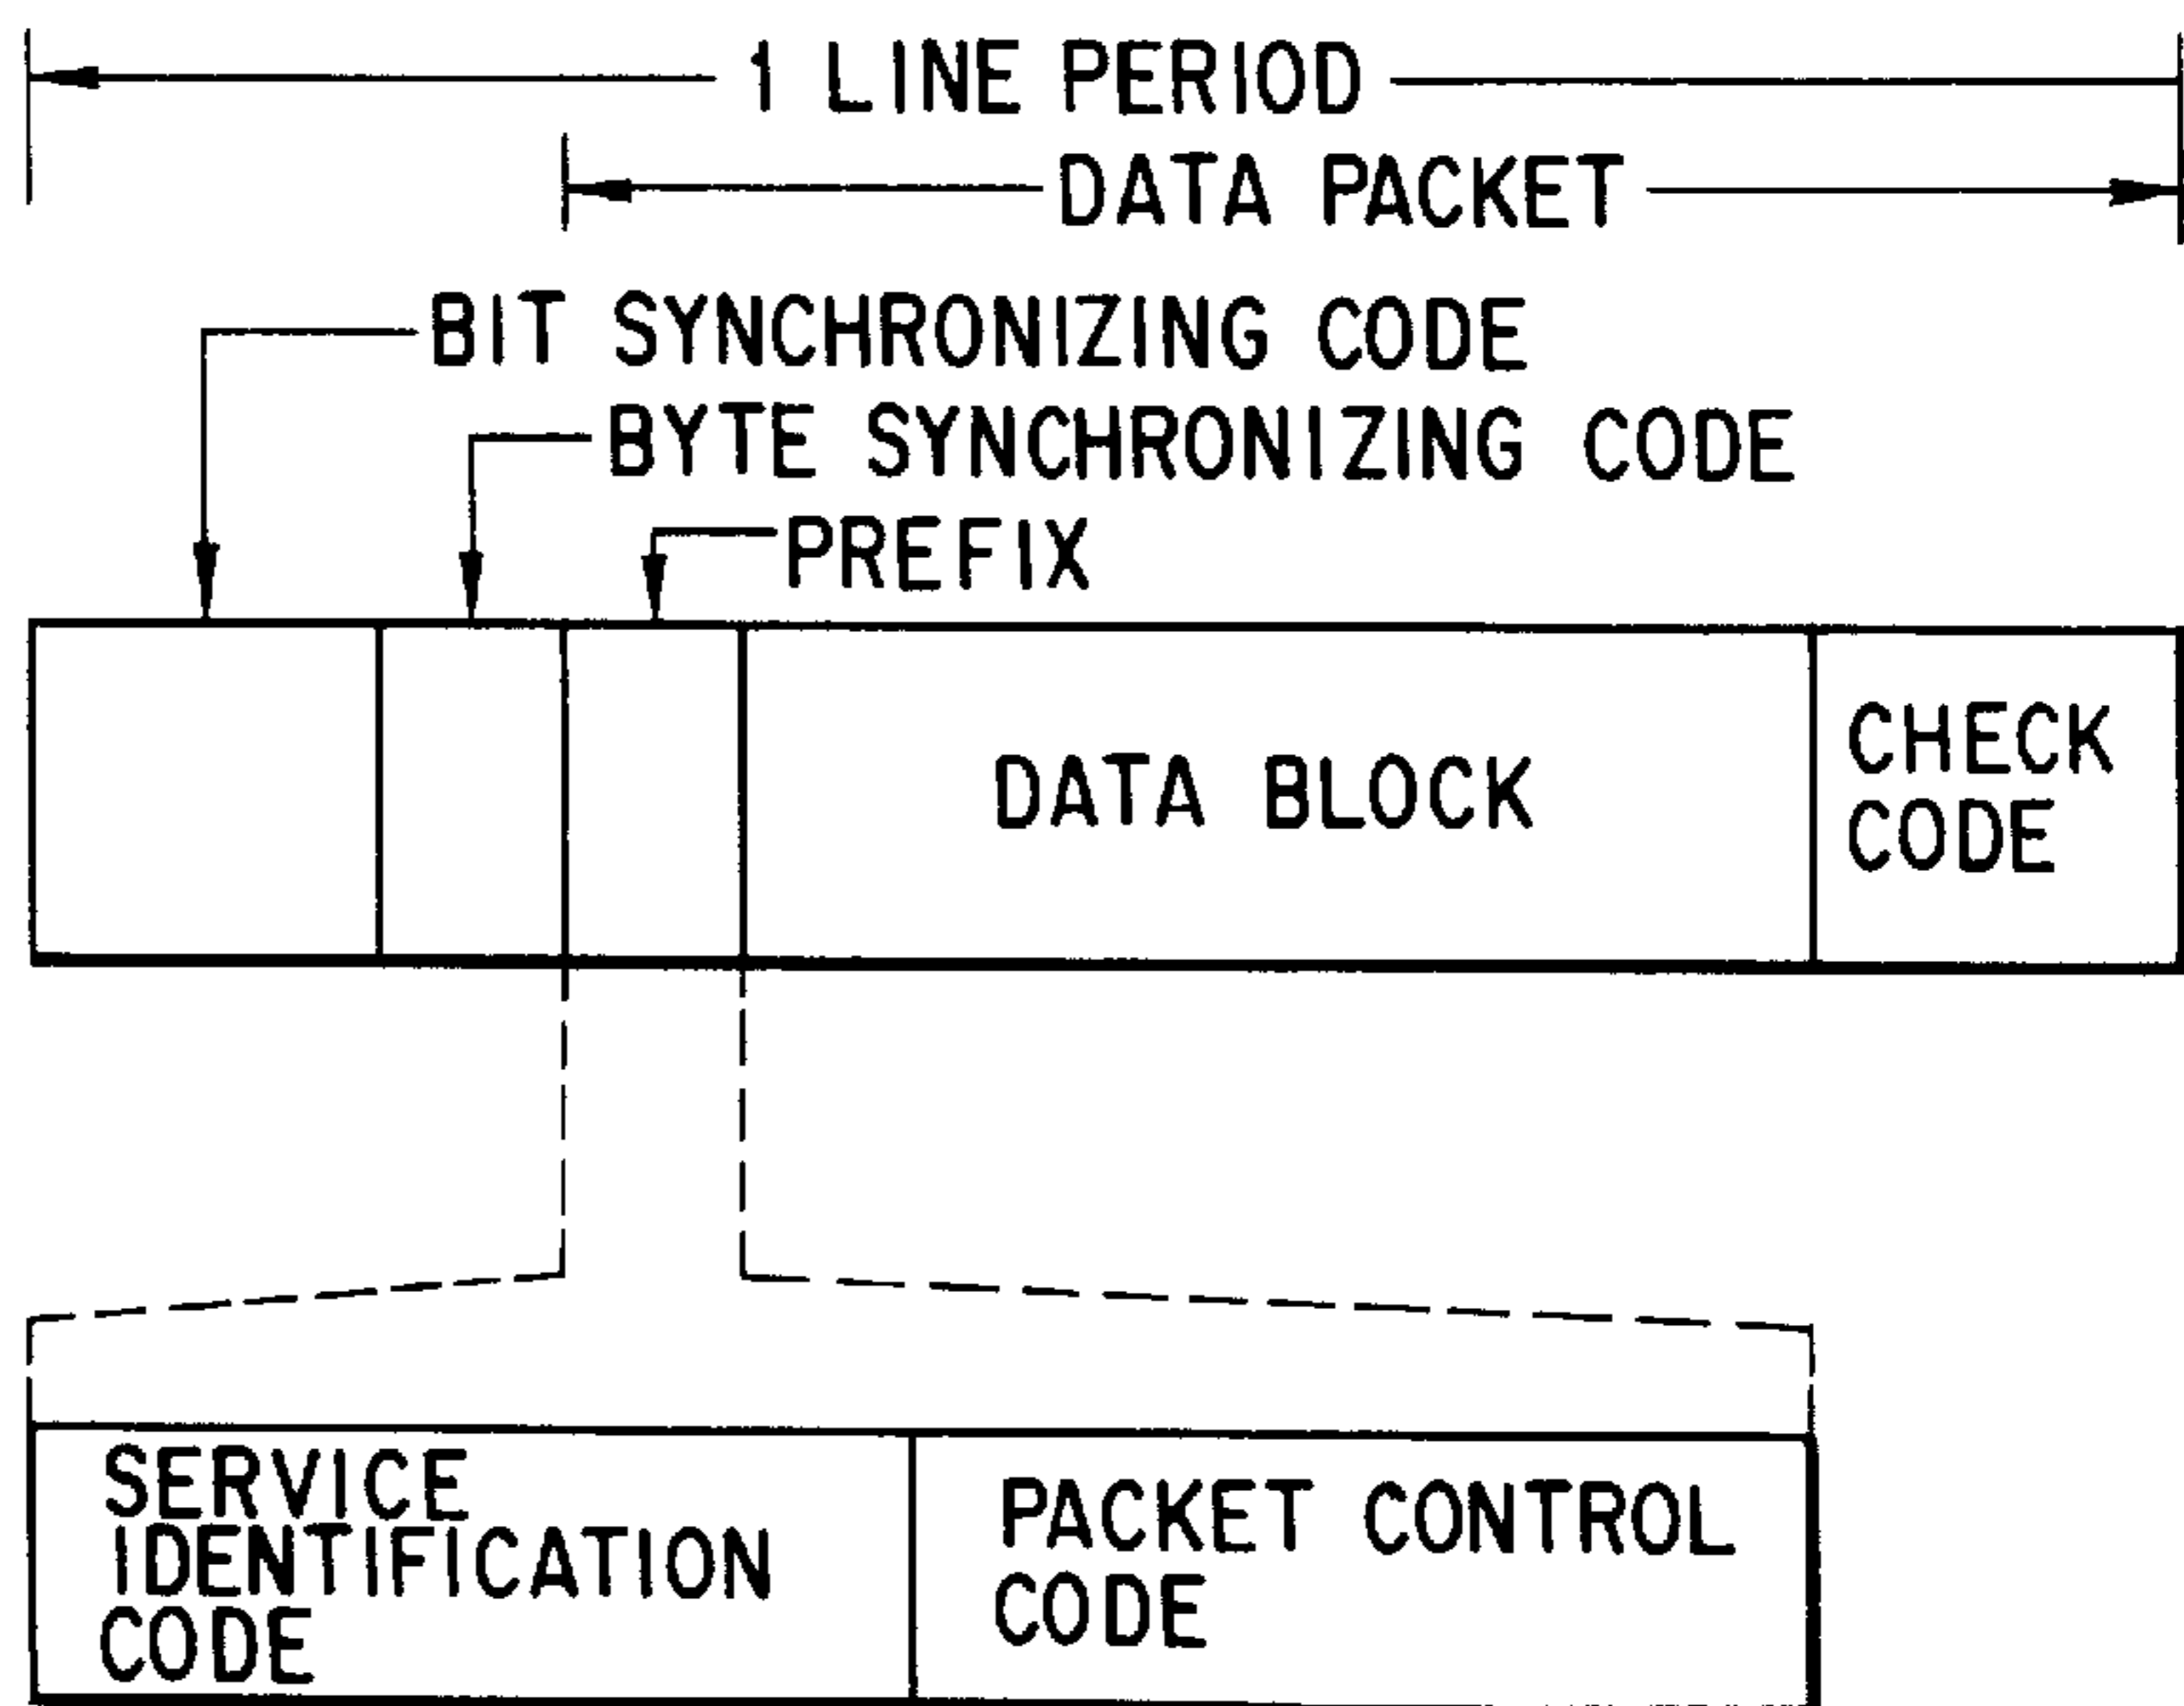 1 LINE PERIOD
DATA PACKET
BIT SYNCHRONIZING CODE
BYTE SYNCHRONIZING CODE
PREFIX
DATA BLOCK
CHECK
CODE
SERVICE
IDENTIFICATION
CODE
PACKET CONTROL
CODE